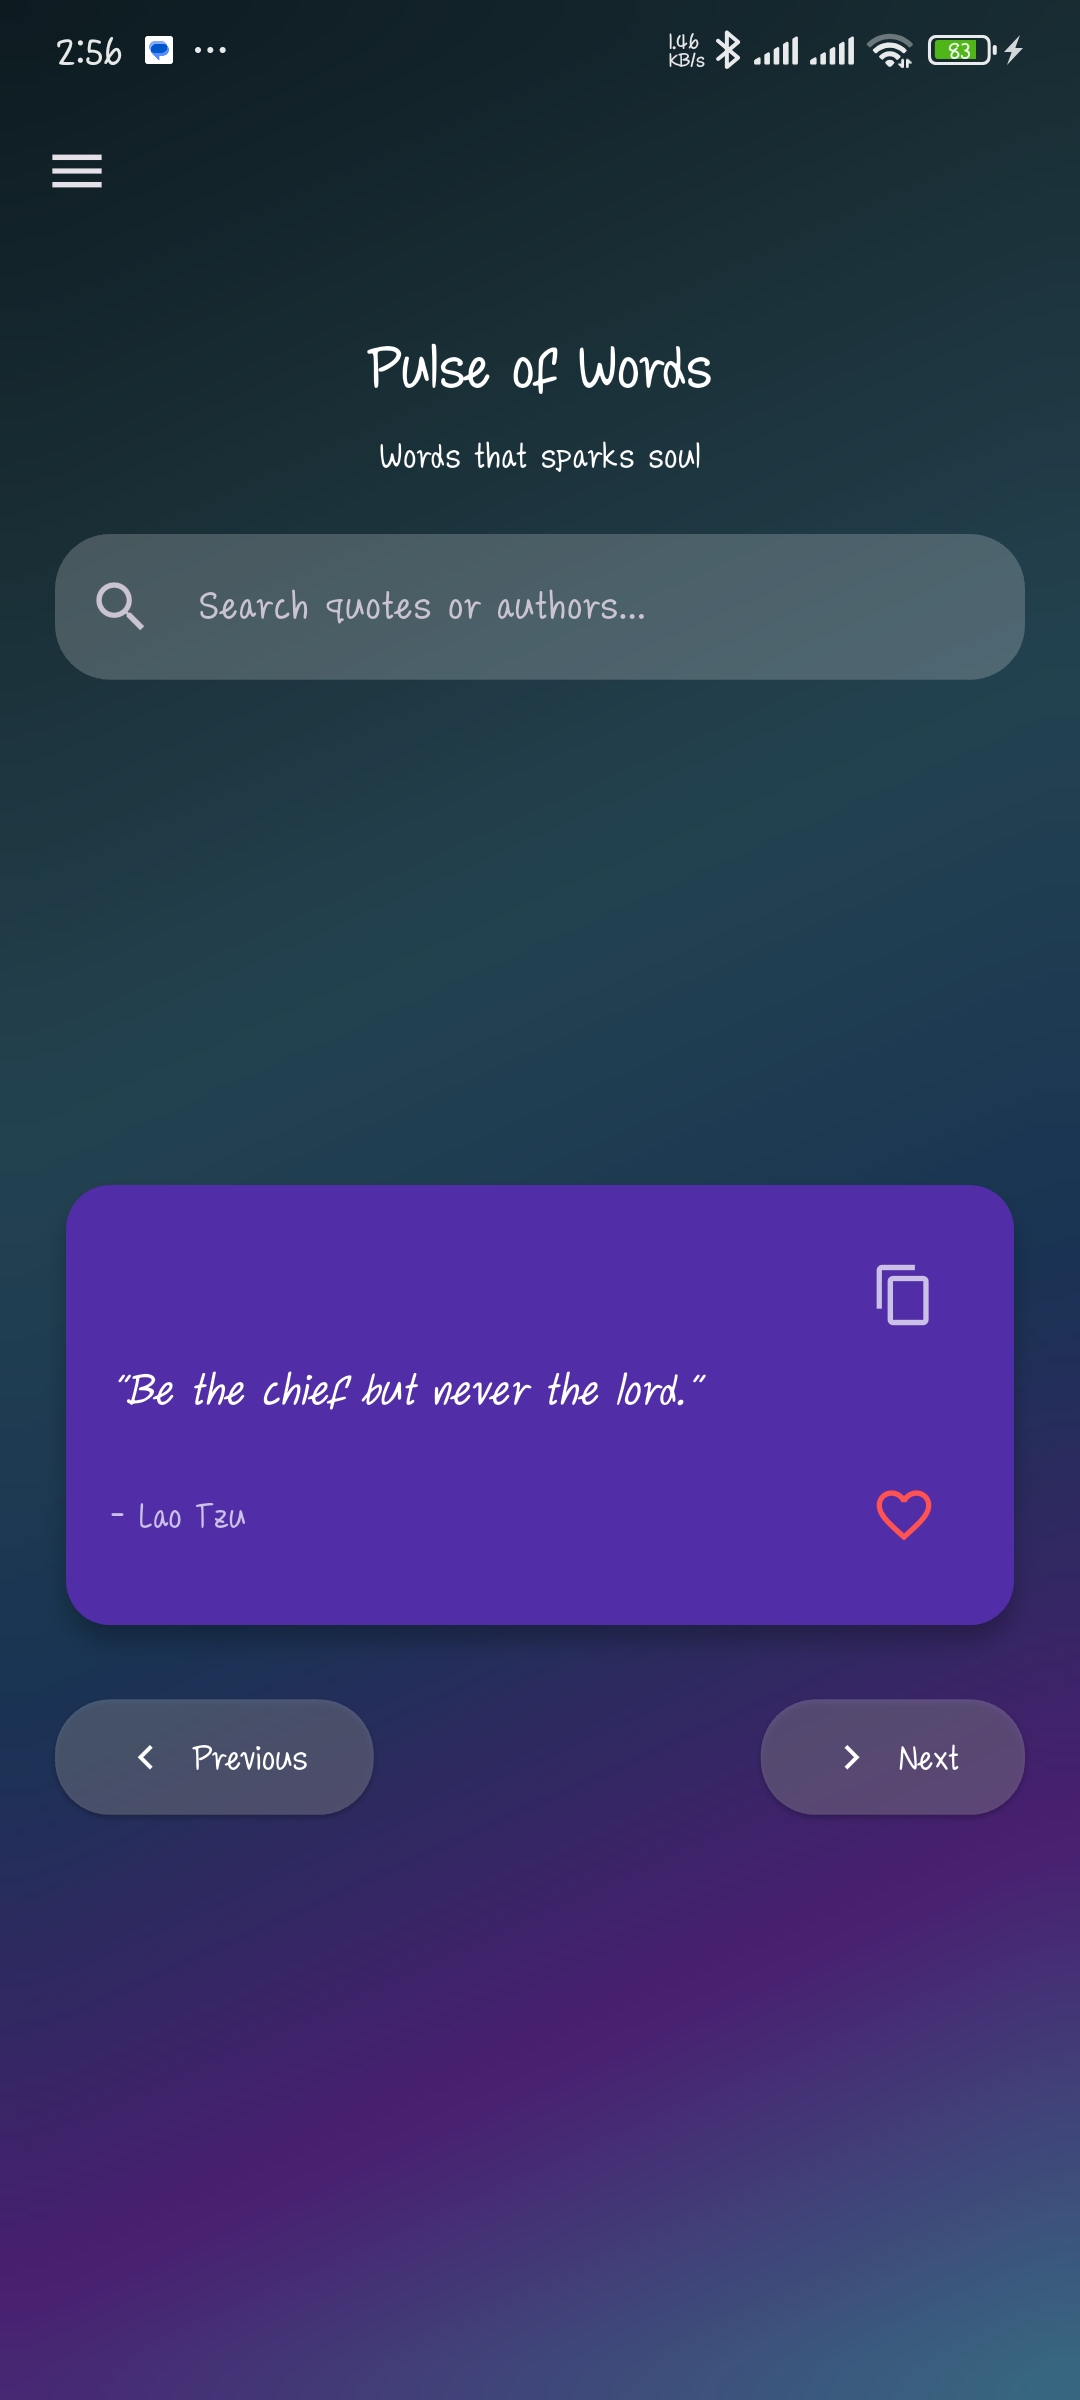 2:56 ... 1.46 KB/s 83
Pulse of Words
Words that sparks soul
Search quotes or authors...
"Be the chief but never the lord."
- Lao Tzu
Previous Next